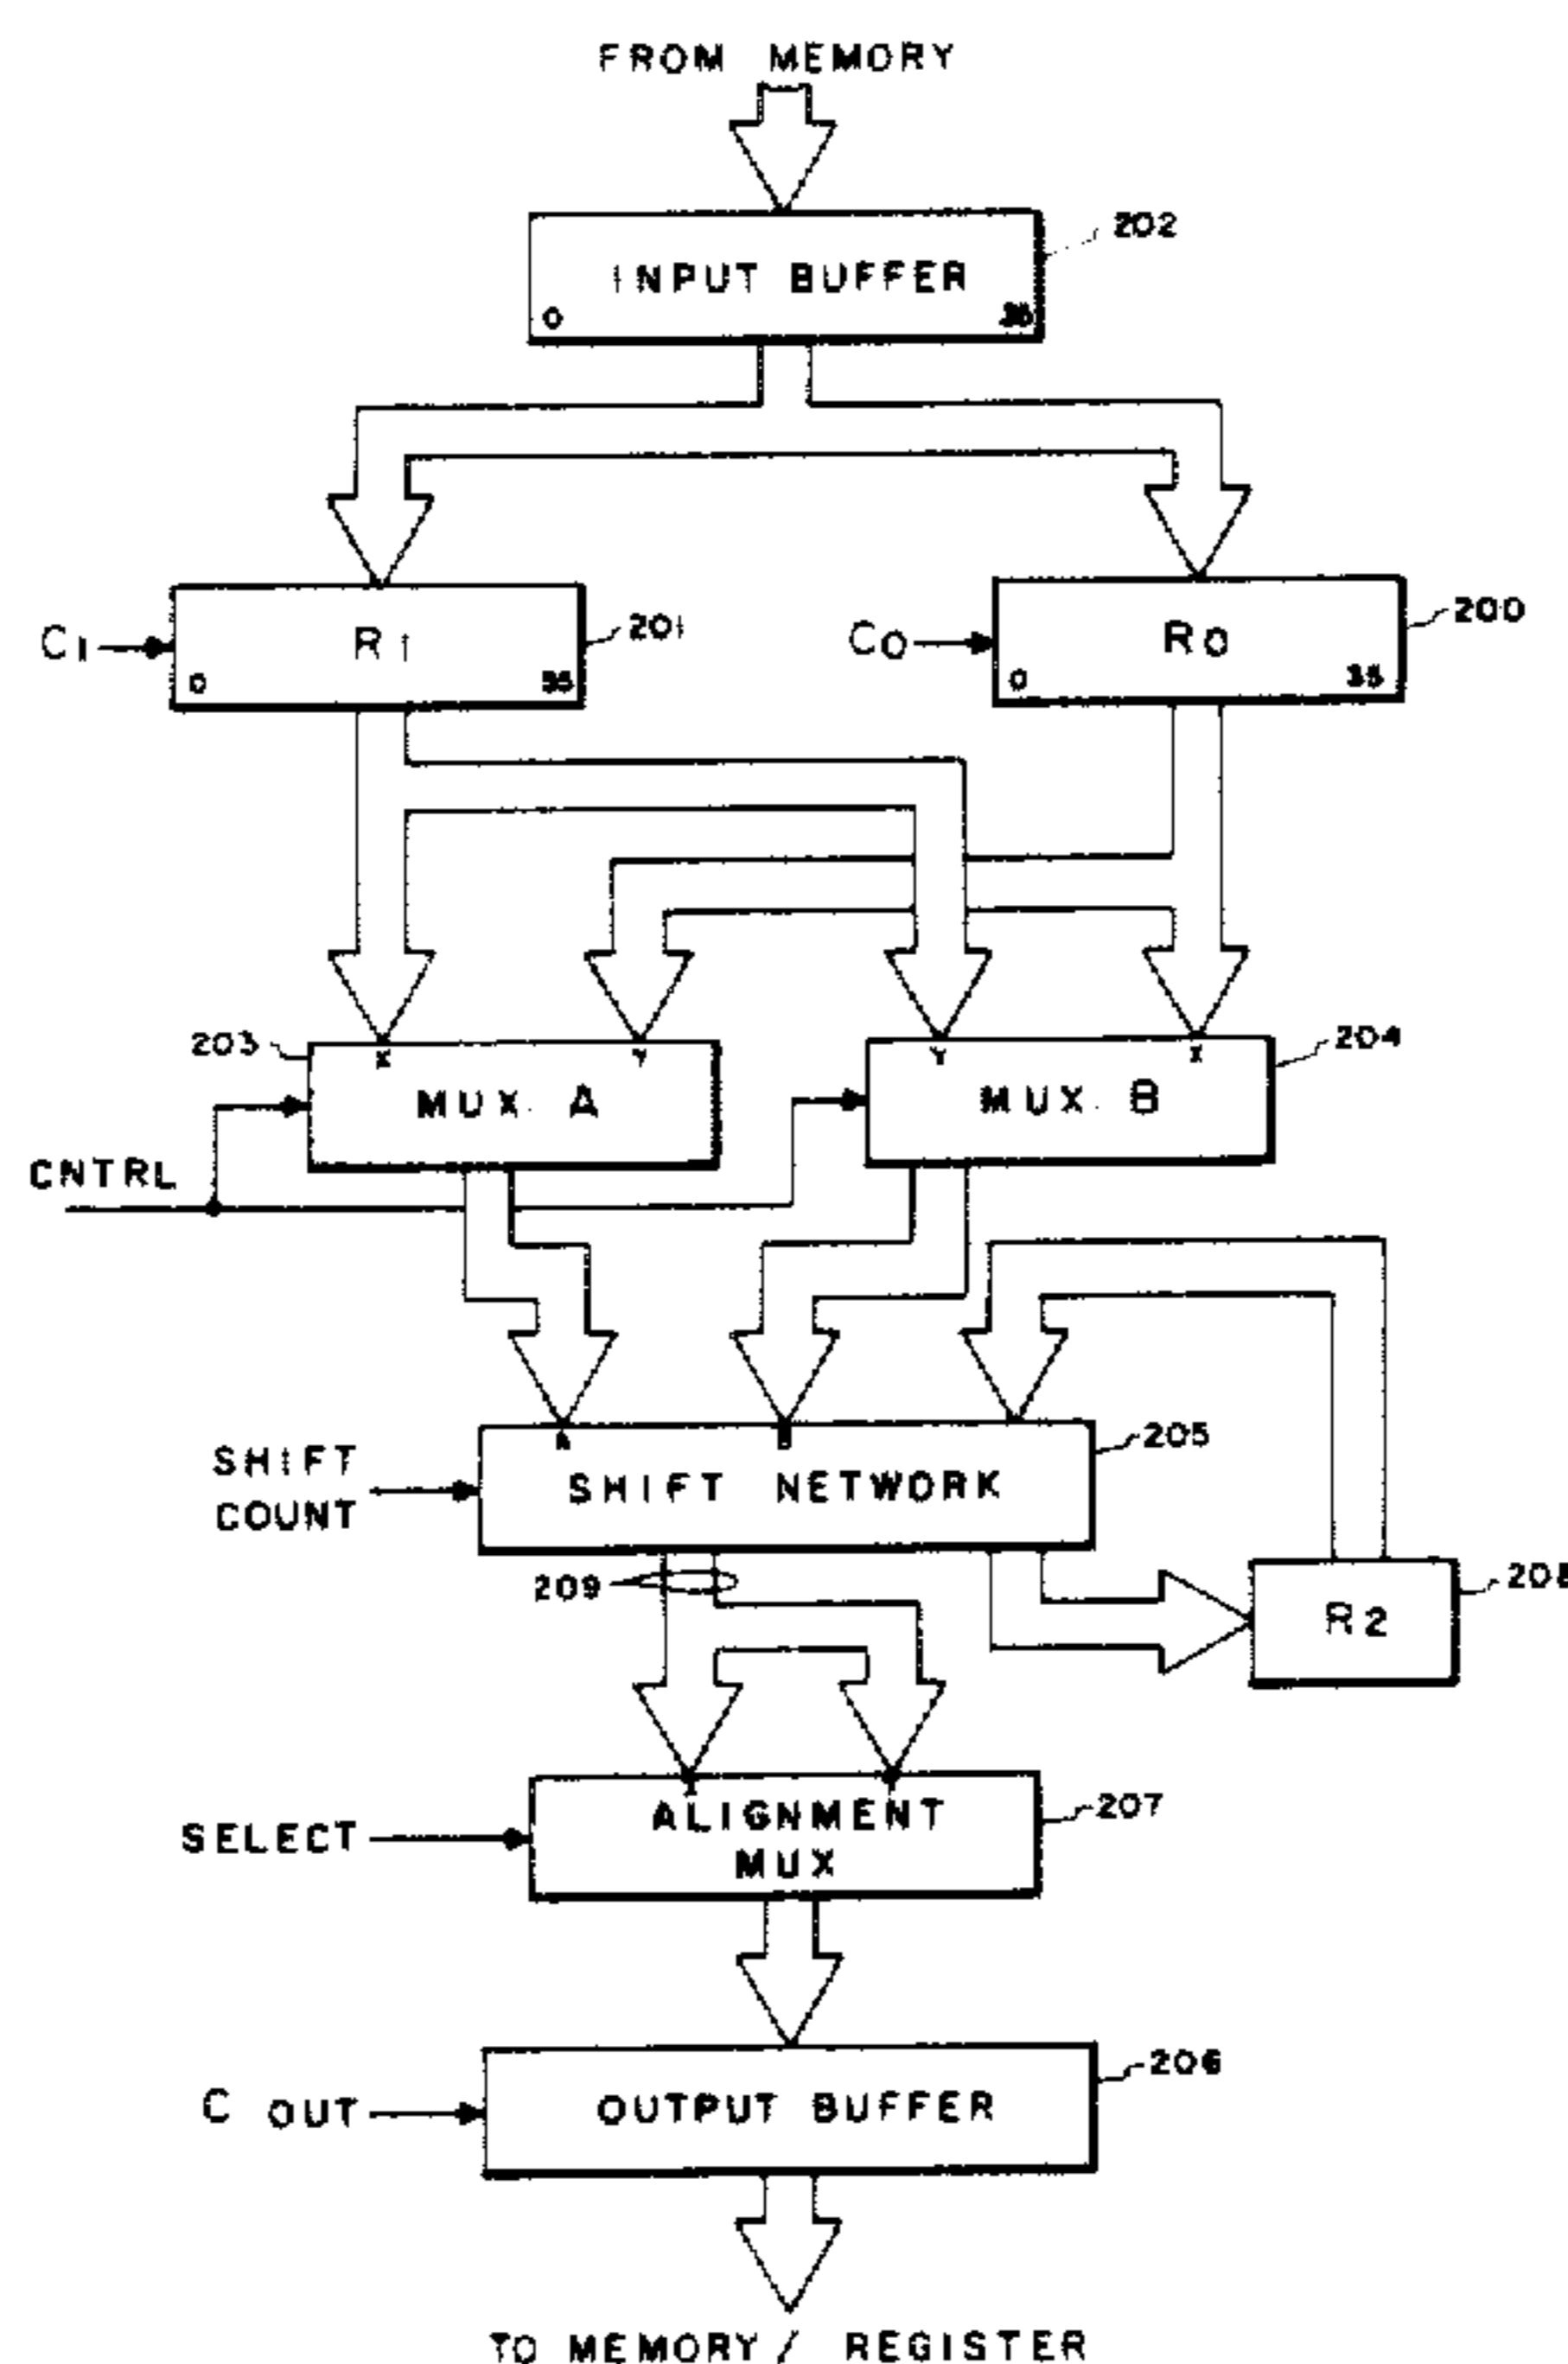 FROM MEMORY
202
INPUT BUFFER
0 35
201
200
C1
R1
C0
R0
0 35
0 35
203
X Y
Y X
204
MUX A
MUX B
CNTRL
A B
205
SHIFT
COUNT
SHIFT NETWORK
209
208
R2
207
SELECT
ALIGNMENT
MUX
206
C OUT
OUTPUT BUFFER
TO MEMORY / REGISTER